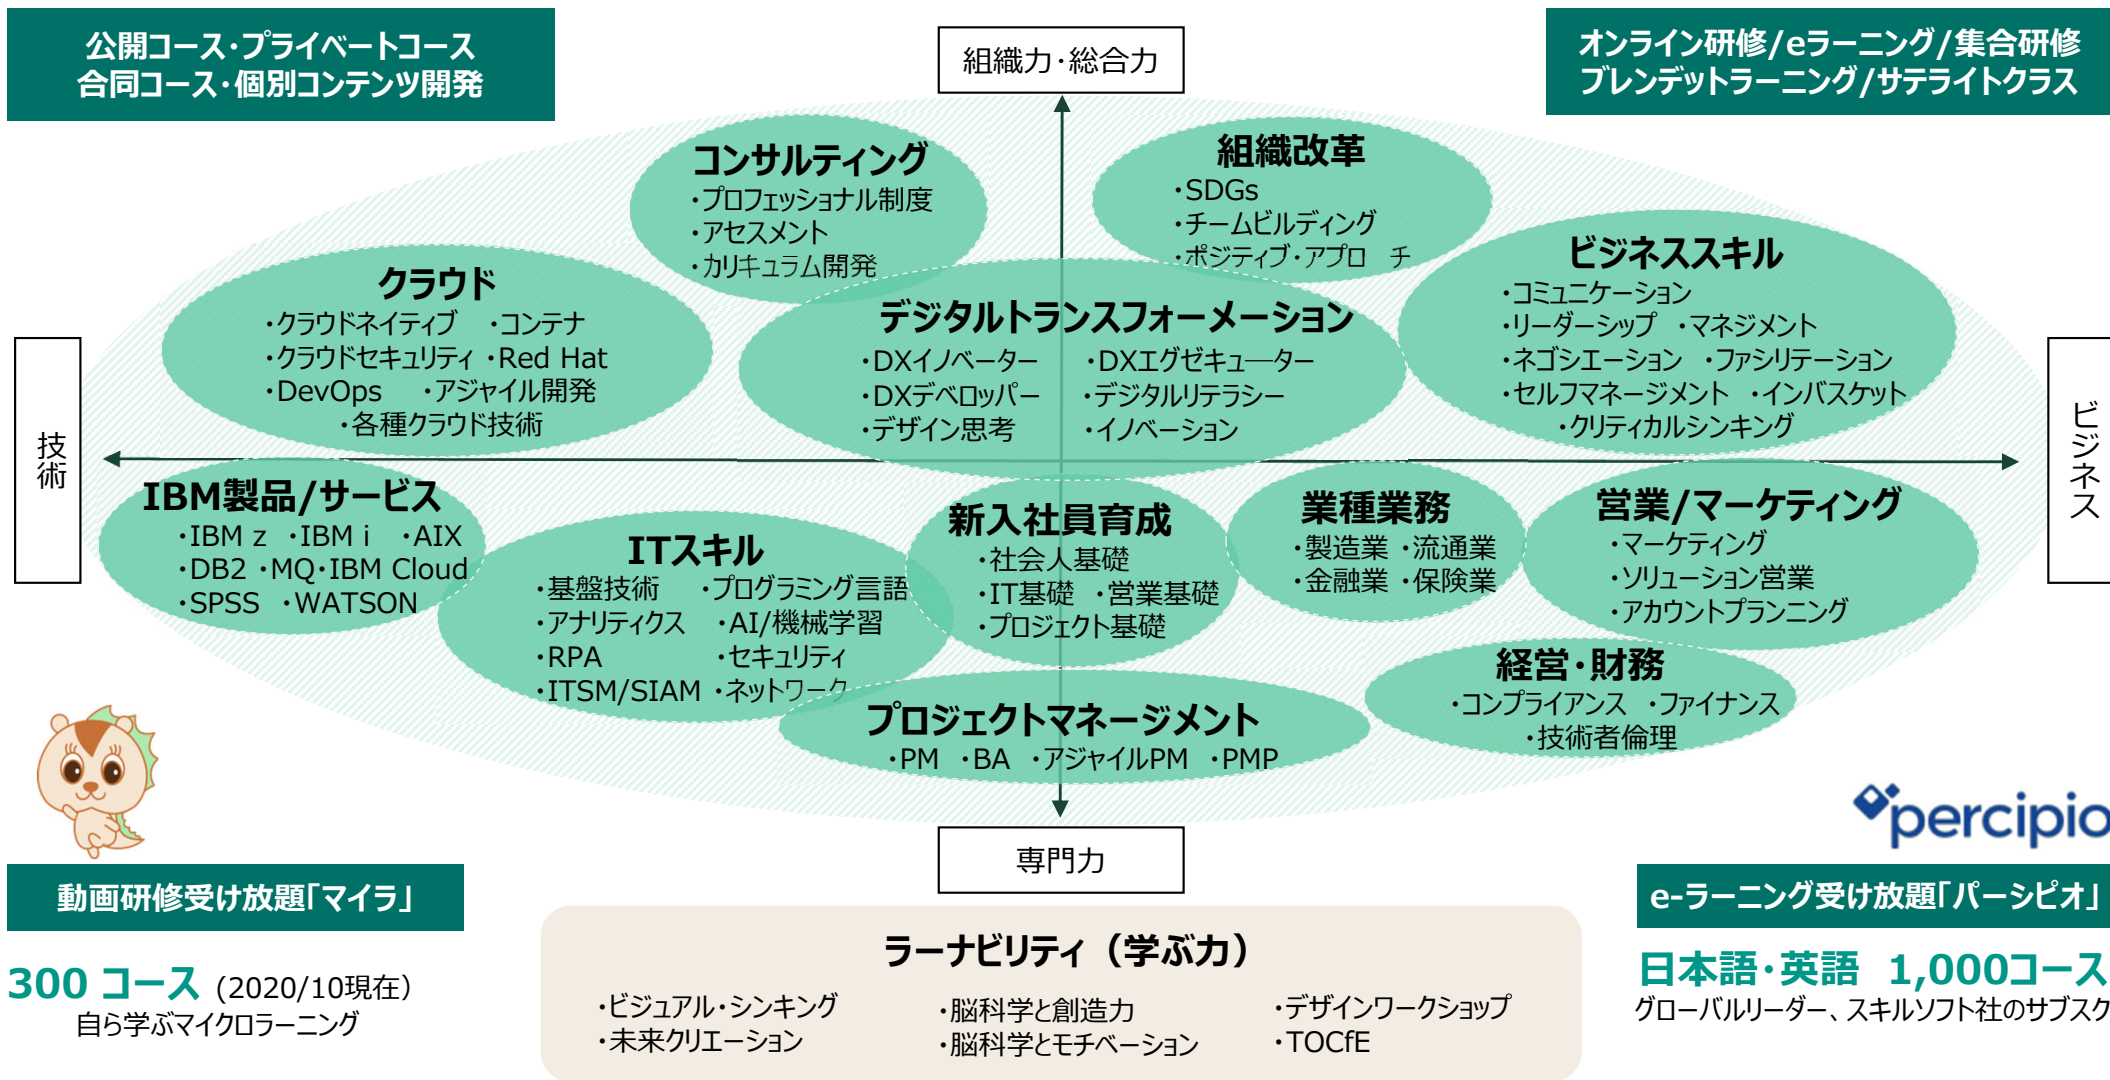 公開コース・プライベートコース
合同コース・個別コンテンツ開発
組織力・総合力
オンライン研修/eラーニング/集合研修
ブレンデットラーニング/サテライトクラス
コンサルティング
・プロフェッショナル制度
・アセスメント
・カリキュラム開発
組織改革
・SDGs
・チームビルディング
・ポジティブ・アプロ チ
クラウド
・クラウドネイティブ ・コンテナ
・クラウドセキュリティ ・Red Hat
・DevOps ・アジャイル開発
・各種クラウド技術
デジタルトランスフォーメーション
・DXイノベーター ・DXエグゼキューター
・DXデベロッパー ・デジタルリテラシー
・デザイン思考 ・イノベーション
ビジネススキル
・コミュニケーション
・リーダーシップ ・マネジメント
・ネゴシエーション ・ファシリテーション
・セルフマネージメント ・インバスケット
・クリティカルシンキング
技術
ビジネス
IBM製品/サービス
・IBM z ・IBM i ・AIX
・DB2 ・MQ・IBM Cloud
・SPSS ・WATSON
ITスキル
・基盤技術 ・プログラミング言語
・アナリティクス ・AI/機械学習
・RPA ・セキュリティ
・ITSM/SIAM ・ネットワーク
新入社員育成
・社会人基礎
・IT基礎 ・営業基礎
・プロジェクト基礎
業種業務
・製造業 ・流通業
・金融業 ・保険業
営業/マーケティング
・マーケティング
・ソリューション営業
・アカウントプランニング
経営・財務
・コンプライアンス ・ファイナンス
・技術者倫理
プロジェクトマネージメント
・PM ・BA ・アジャイルPM ・PMP
専門力
percipio
動画研修受け放題「マイラ」
300 コース (2020/10現在)
自ら学ぶマイクロラーニング
ラーナビリティ（学ぶ力）
・ビジュアル・シンキング ・脳科学と創造力 ・デザインワークショップ
・未来クリエーション ・脳科学とモチベーション ・TOCfE
e-ラーニング受け放題「パーシピオ」
日本語・英語 1,000コース
グローバルリーダー、スキルソフト社のサブスク